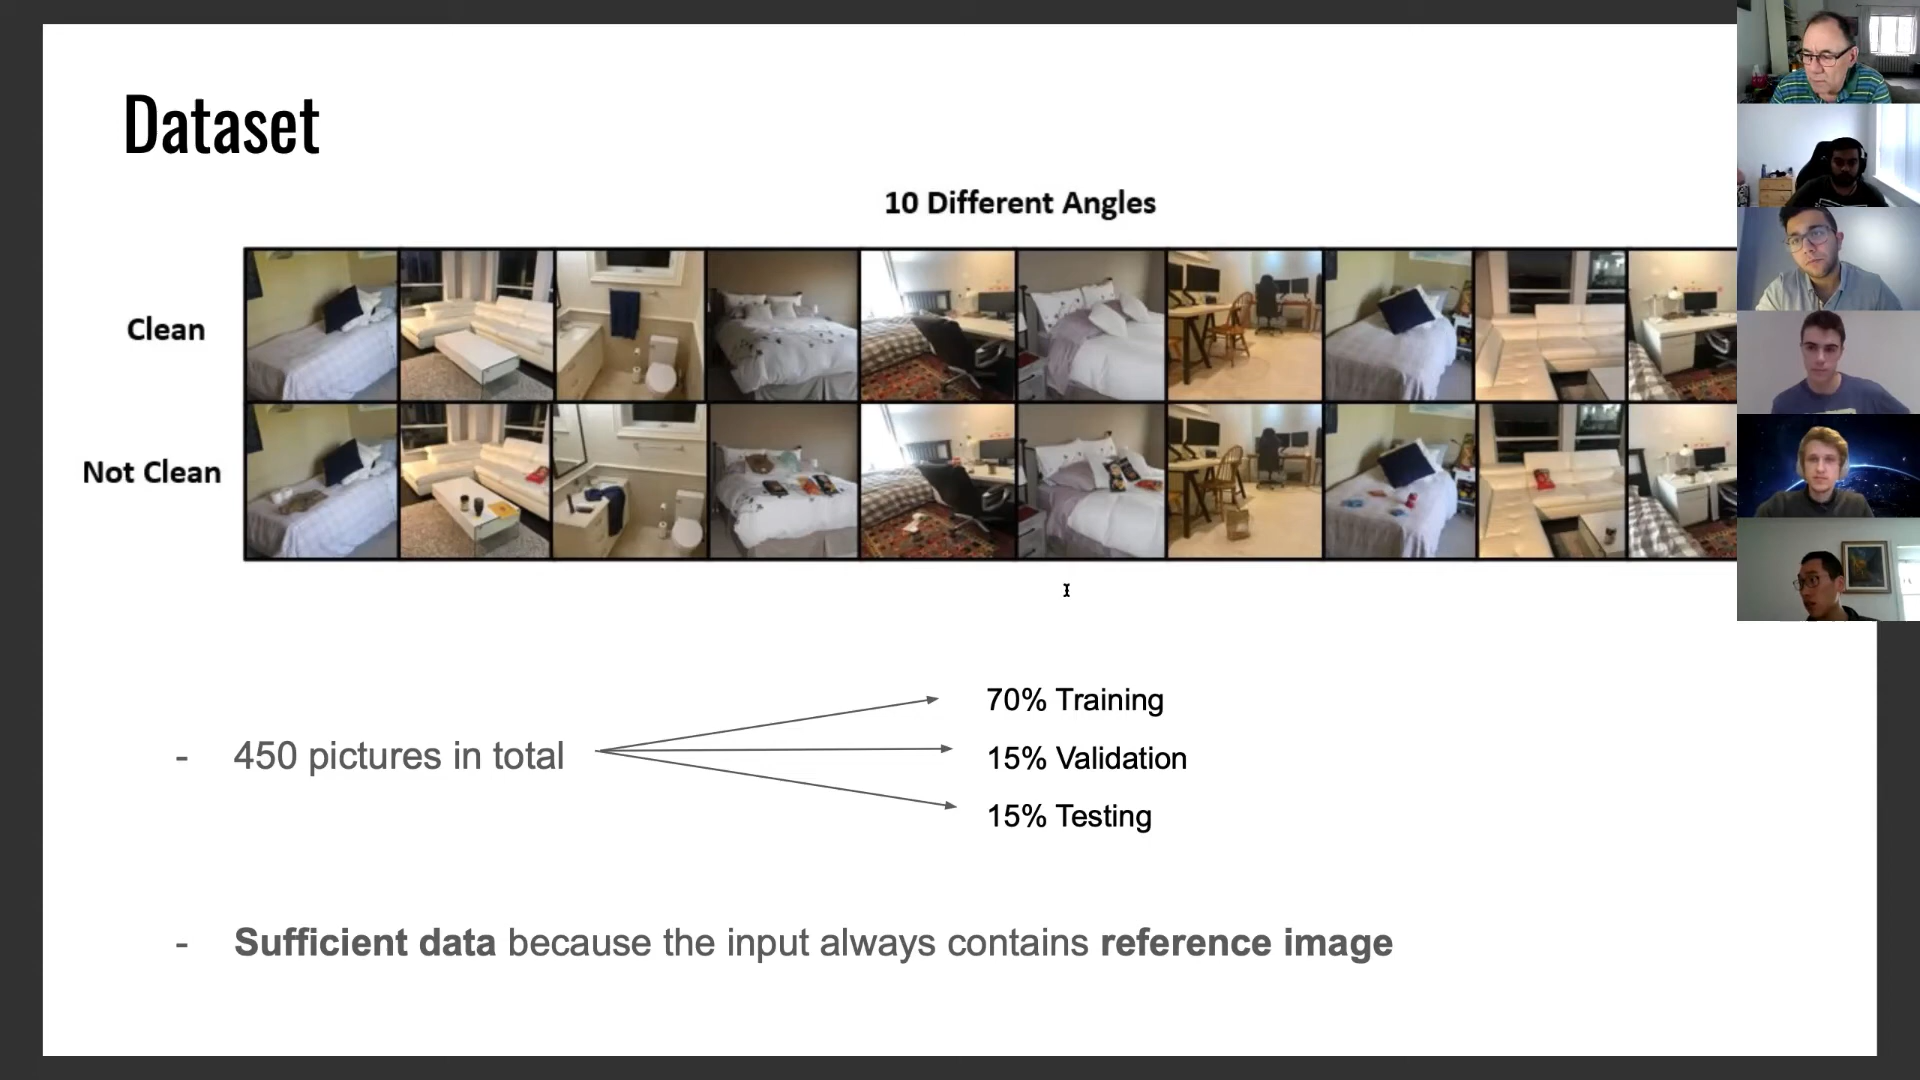 Dataset
10 Different Angles
Clean
Not Clean
- 450 pictures in total
70% Training
15% Validation
15% Testing
- Sufficient data because the input always contains reference image